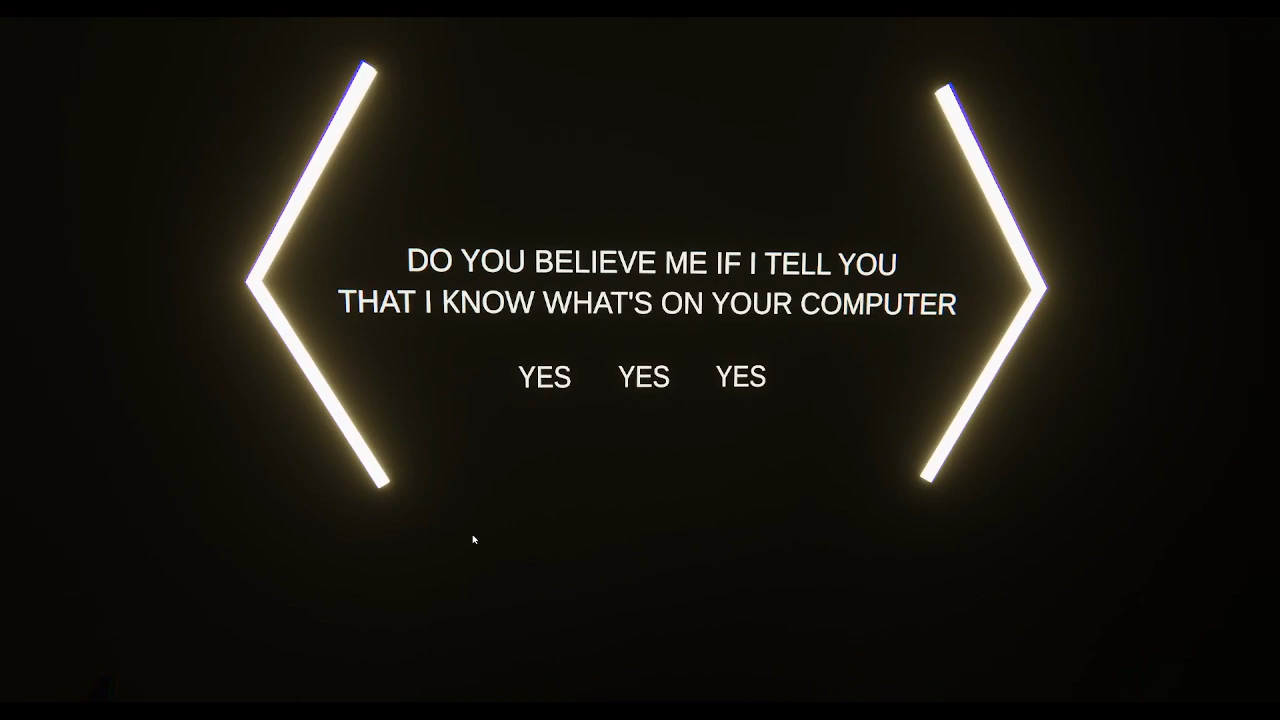 DO YOU BELIEVE ME IF I TELL YOU
THAT I KNOW WHAT'S ON YOUR COMPUTER
YES YES YES